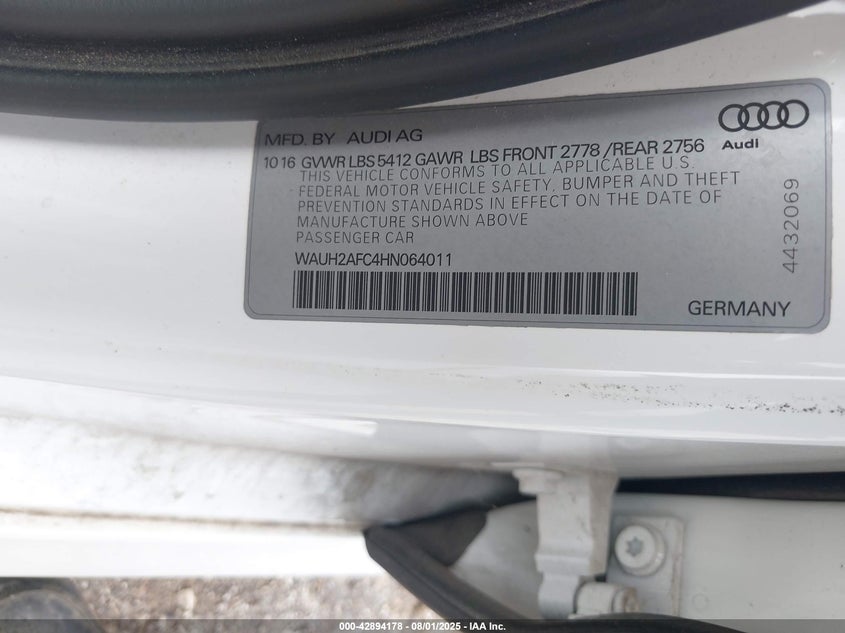 MFD. BY AUDI AG
Audi
10 16 GVWR LBS 5412 GAWR LBS FRONT 2778 /REAR 2756
THIS VEHICLE CONFORMS TO ALL APPLICABLE U.S.
FEDERAL MOTOR VEHICLE SAFETY, BUMPER AND THEFT
PREVENTION STANDARDS IN EFFECT ON THE DATE OF
MANUFACTURE SHOWN ABOVE
PASSENGER CAR
WAUH2AFC4HN064011
4432069
GERMANY
000-42894178 - 08/01/2025 - IAA Inc.